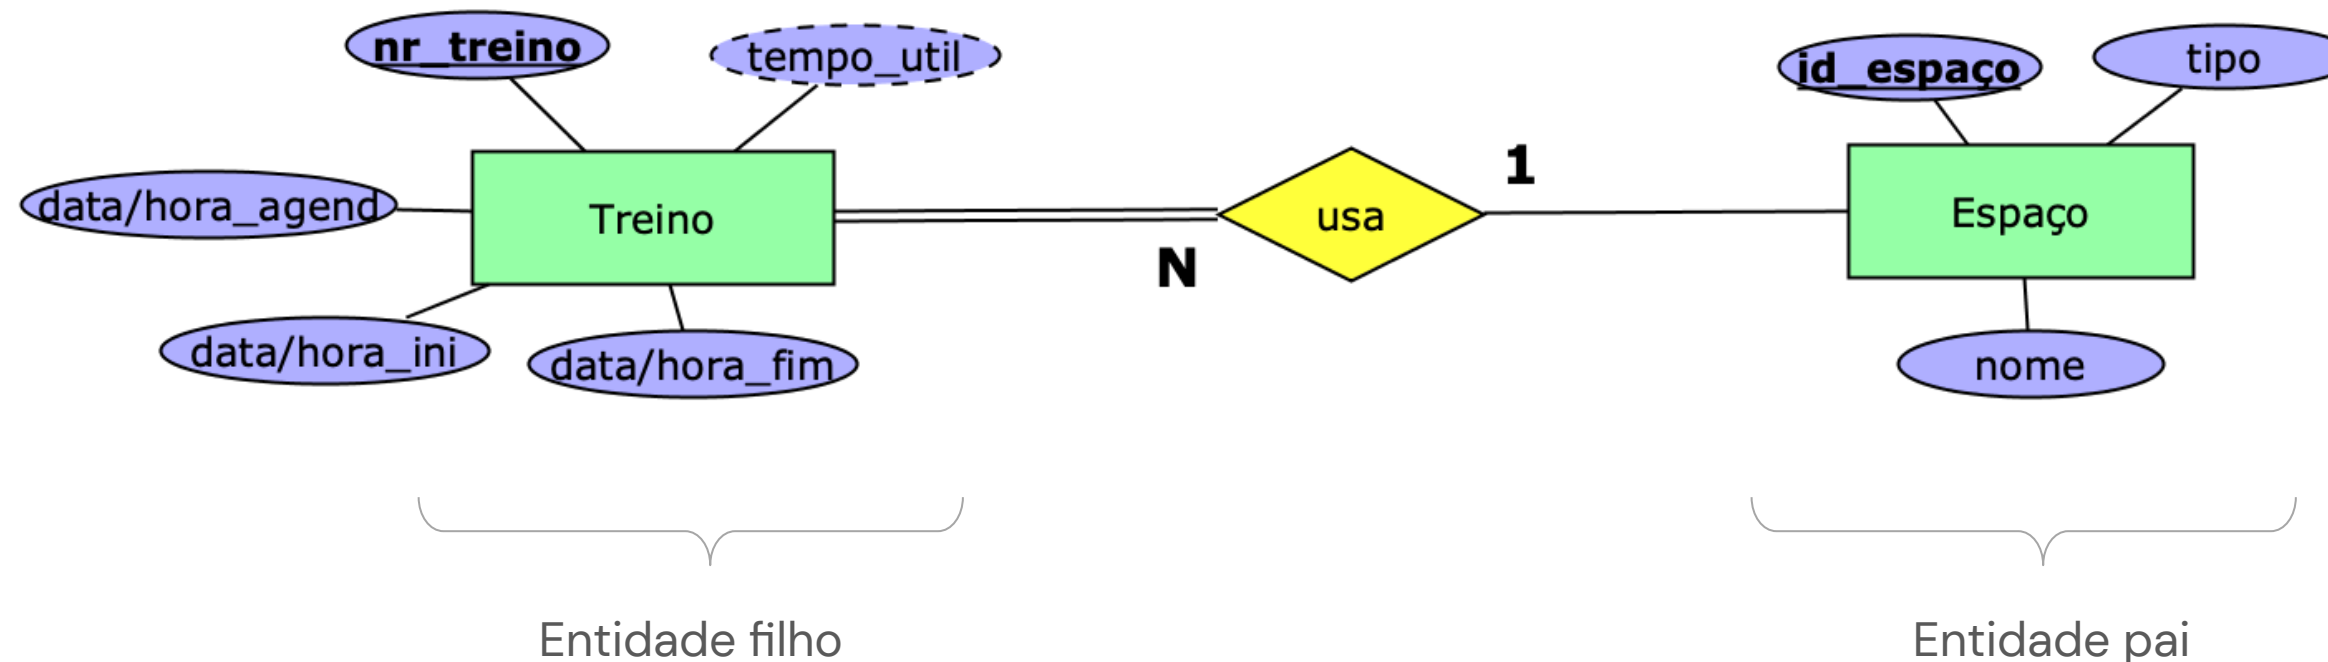 nr_treino
tempo_util
id_espaço
tipo
data/hora_agend
Treino
usa
1
Espaço
N
data/hora_ini
data/hora_fim
nome
Entidade filho
Entidade pai